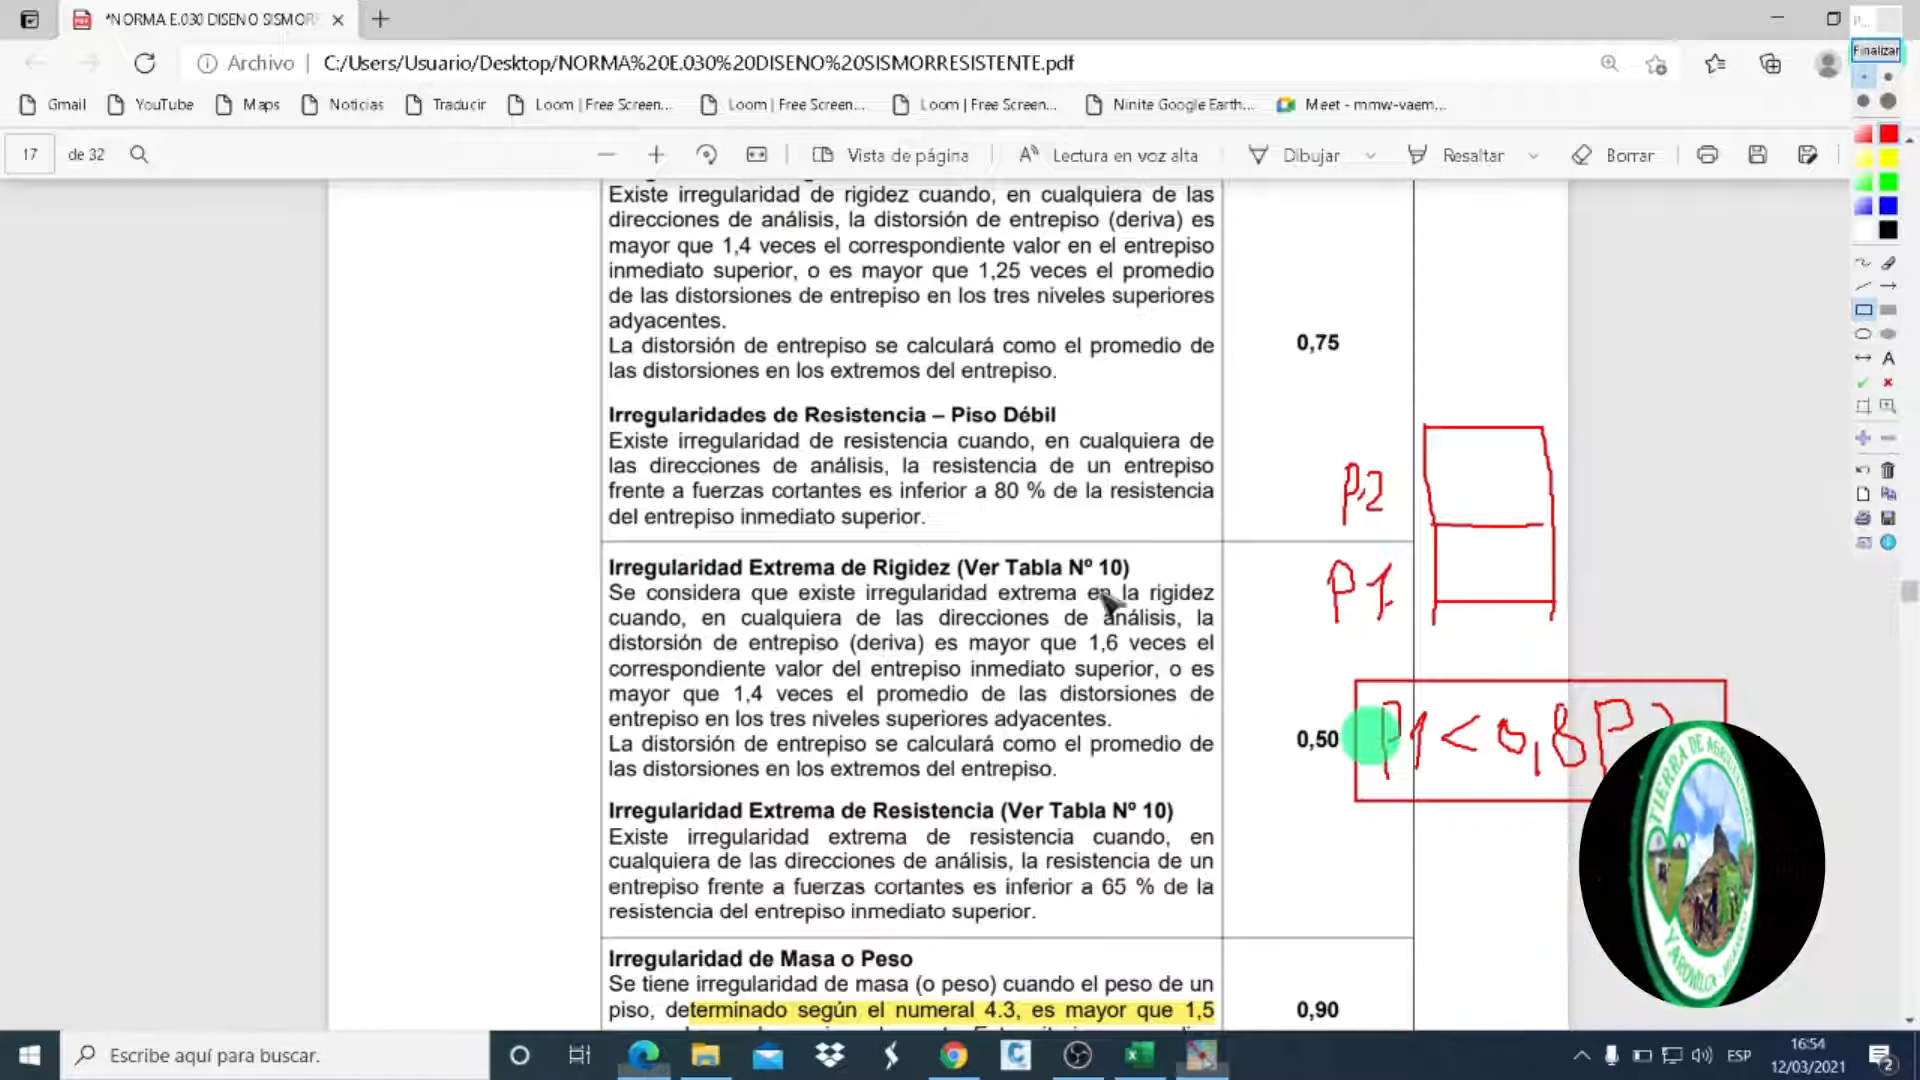 *NORMA E.030 DISENO SISMOR
Finalizar
Archivo | C:/Users/Usuario/Desktop/NORMA%20E.030%20DISENO%20SISMORRESISTENTE.pdf
Gmail YouTube Maps Noticias Traducir Loom | Free Screen... Loom | Free Screen... Loom | Free Screen... Ninite Google Earth... Meet - mmw-vaem...
17 de 32 Vista de página Lectura en voz alta Dibujar Resaltar Borrar
Existe irregularidad de rigidez cuando, en cualquiera de las
direcciones de análisis, la distorsión de entrepiso (deriva) es
mayor que 1,4 veces el correspondiente valor en el entrepiso
inmediato superior, o es mayor que 1,25 veces el promedio
de las distorsiones de entrepiso en los tres niveles superiores
adyacentes.
La distorsión de entrepiso se calculará como el promedio de
las distorsiones en los extremos del entrepiso.
0,75
Irregularidades de Resistencia – Piso Débil
Existe irregularidad de resistencia cuando, en cualquiera de
las direcciones de análisis, la resistencia de un entrepiso
frente a fuerzas cortantes es inferior a 80 % de la resistencia
del entrepiso inmediato superior.
P2
P1
Irregularidad Extrema de Rigidez (Ver Tabla Nº 10)
Se considera que existe irregularidad extrema en la rigidez
cuando, en cualquiera de las direcciones de análisis, la
distorsión de entrepiso (deriva) es mayor que 1,6 veces el
correspondiente valor del entrepiso inmediato superior, o es
mayor que 1,4 veces el promedio de las distorsiones de
entrepiso en los tres niveles superiores adyacentes.
La distorsión de entrepiso se calculará como el promedio de
las distorsiones en los extremos del entrepiso.
0,50
P1 < 0,8P
Irregularidad Extrema de Resistencia (Ver Tabla Nº 10)
Existe irregularidad extrema de resistencia cuando, en
cualquiera de las direcciones de análisis, la resistencia de un
entrepiso frente a fuerzas cortantes es inferior a 65 % de la
resistencia del entrepiso inmediato superior.
Irregularidad de Masa o Peso
Se tiene irregularidad de masa (o peso) cuando el peso de un
piso, determinado según el numeral 4.3, es mayor que 1,5
0,90
TIERRA DE
YAROWILCA
Escribe aquí para buscar.
ESP
16:54
12/03/2021
2